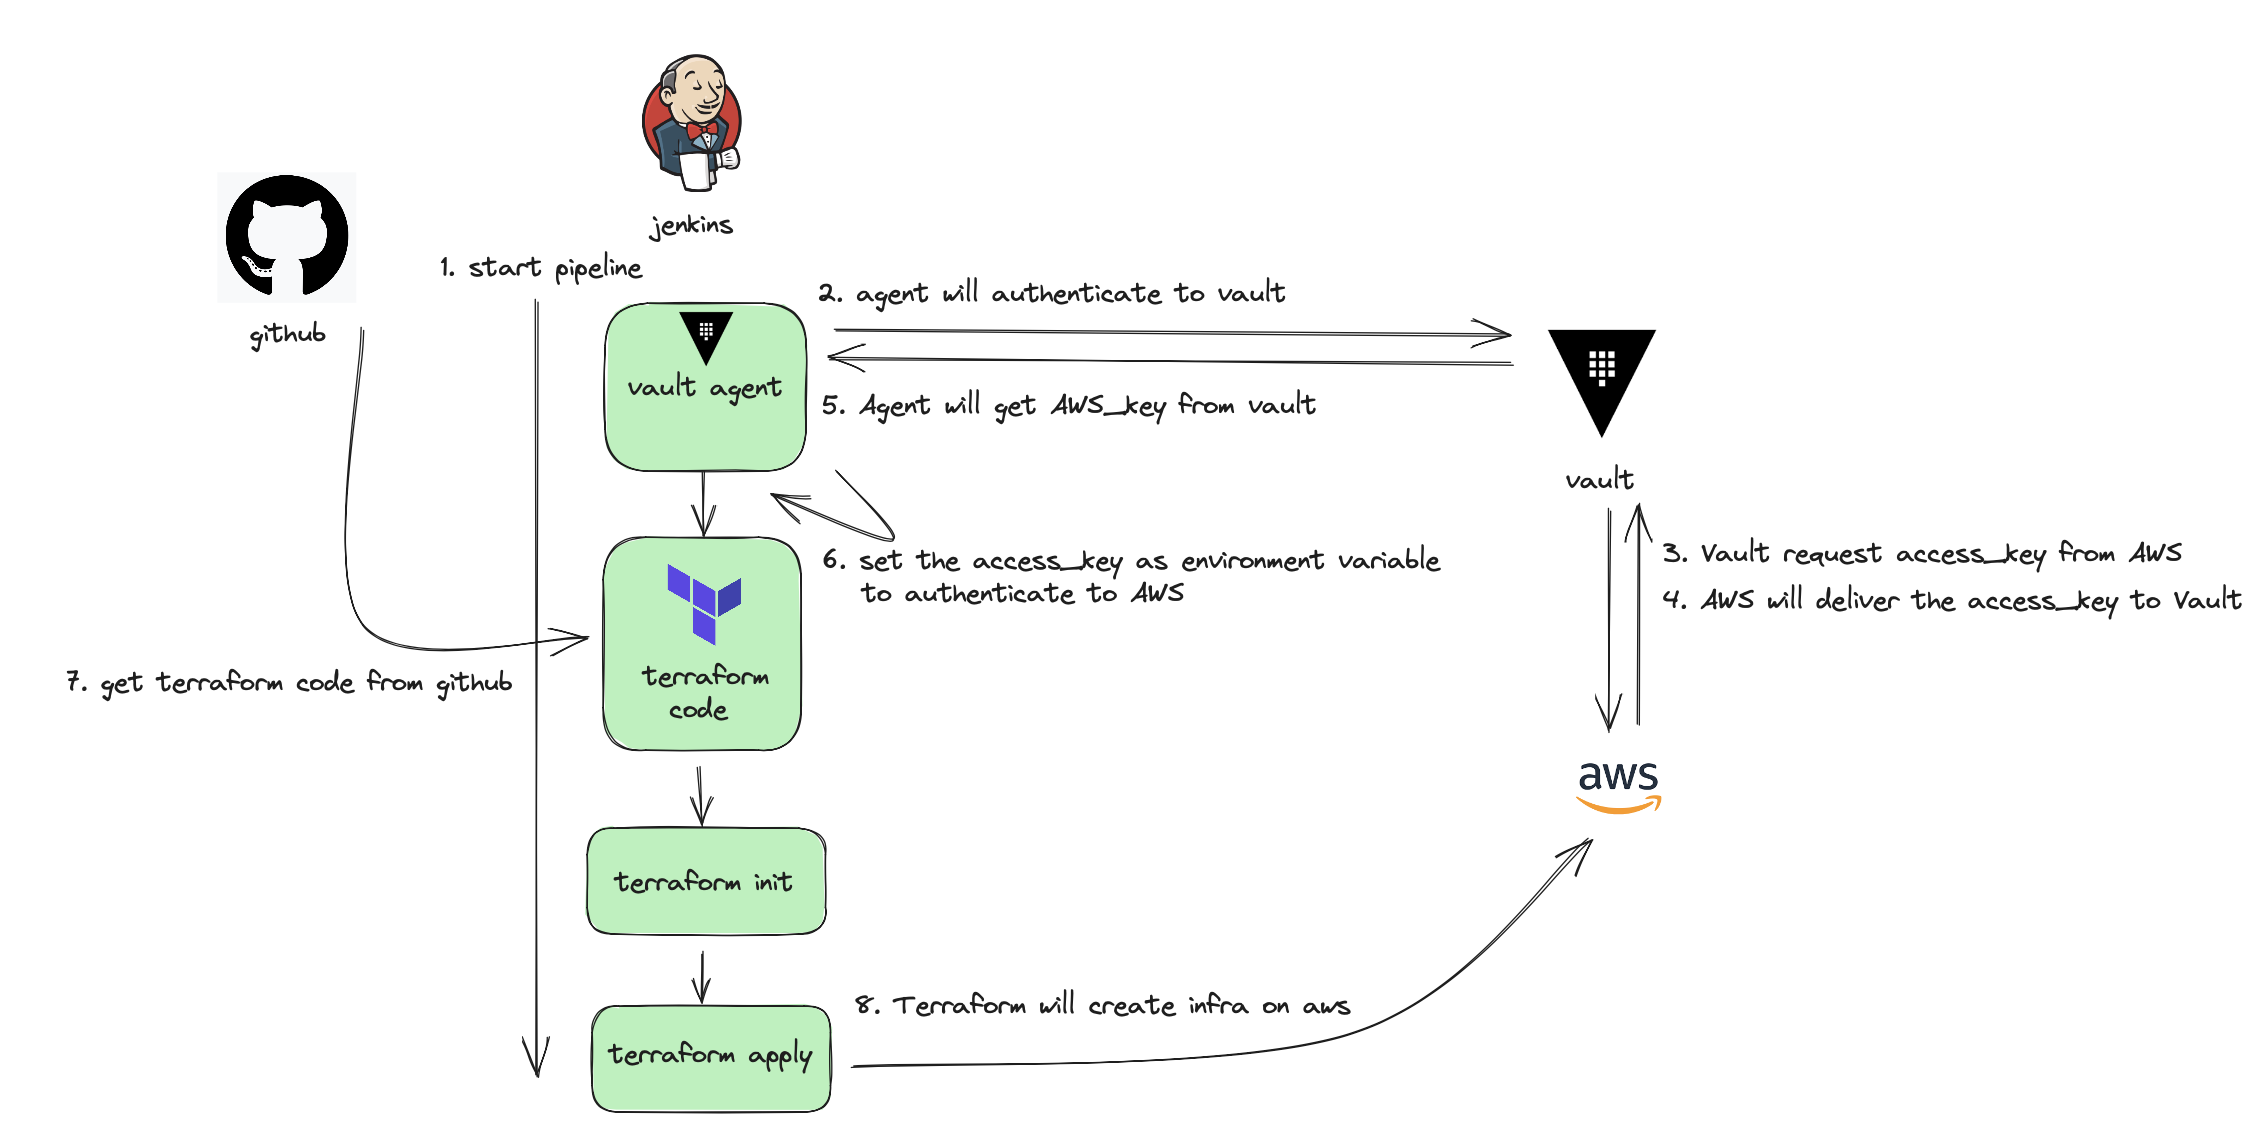 jenkins
github
1. start pipeline
2. agent will authenticate to vault
vault agent
5. Agent will get AWS_key from vault
vault
3. Vault request access_key from AWS
4. AWS will deliver the access_key to Vault
6. set the access_key as environment variable
to authenticate to AWS
7. get terraform code from github
terraform
code
aws
terraform init
8. Terraform will create infra on aws
terraform apply